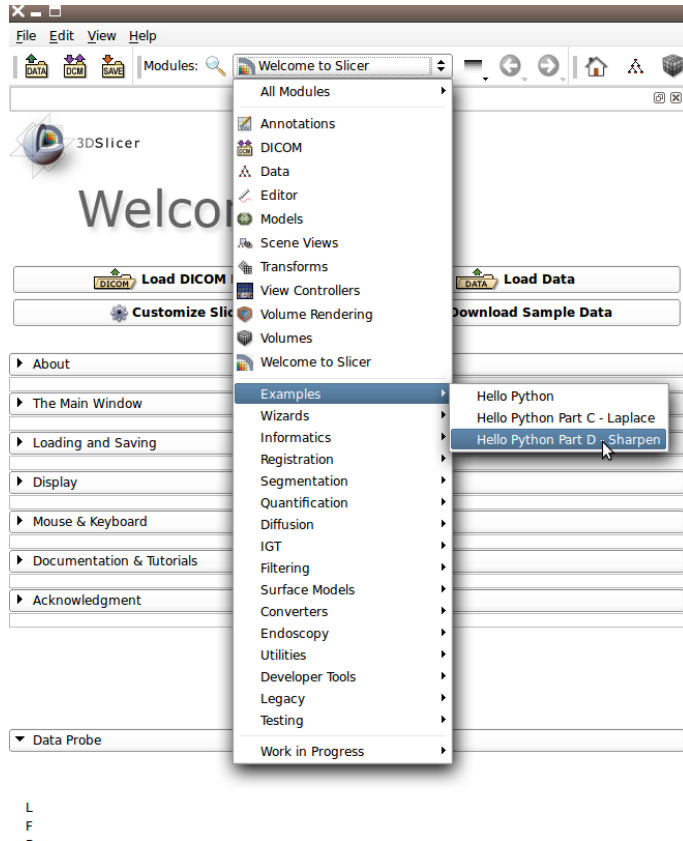 File Edit View Help
DATA DCM SAVE Modules: Welcome to Slicer
All Modules
3DSlicer
Annotations
DCM DICOM
Data
Editor
Models
Scene Views
Transforms
View Controllers
Volume Rendering
Volumes
Welcome to Slicer
Welco
DICOM Load DICOM
DATA Load Data
Customize Slic
Download Sample Data
About
The Main Window
Loading and Saving
Display
Mouse & Keyboard
Documentation & Tutorials
Acknowledgment
Examples
Wizards
Informatics
Registration
Segmentation
Quantification
Diffusion
IGT
Filtering
Surface Models
Converters
Endoscopy
Utilities
Developer Tools
Legacy
Testing
Work in Progress
Hello Python
Hello Python Part C - Laplace
Hello Python Part D - Sharpen
Data Probe
L
F